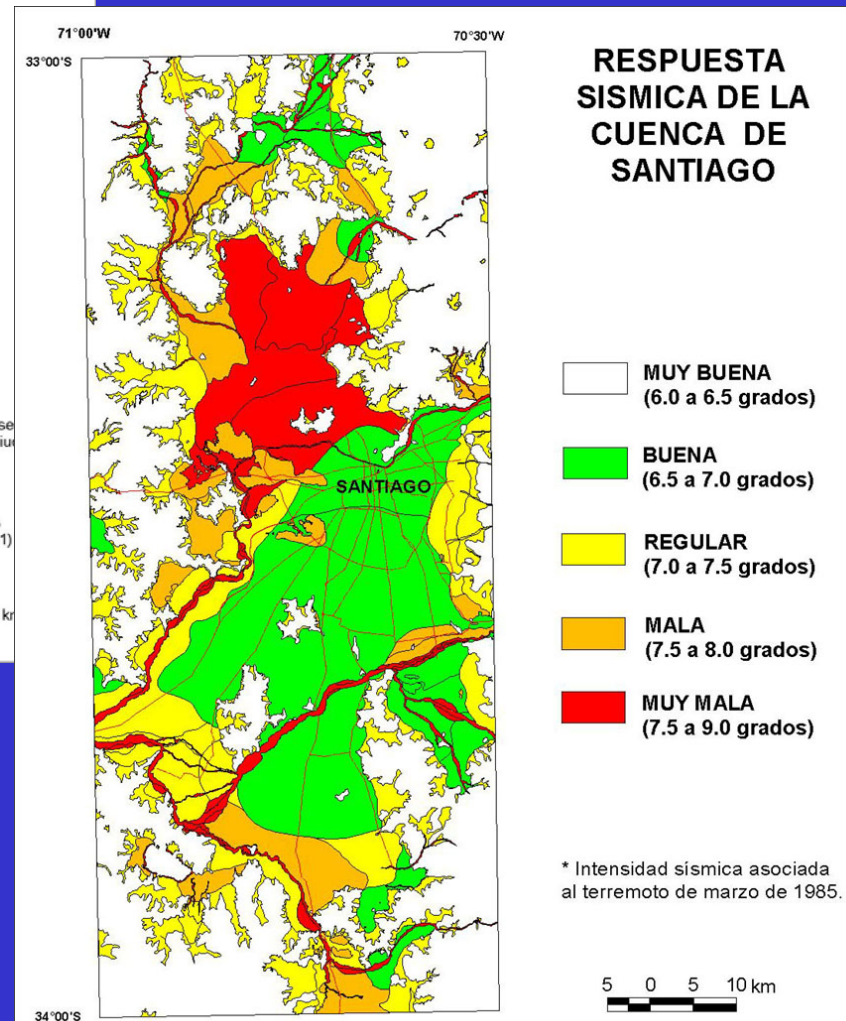 71°00'W
70°30'W
33°00'S
RESPUESTA
SISMICA DE LA
CUENCA DE
SANTIAGO
MUY BUENA
(6.0 a 6.5 grados)
BUENA
(6.5 a 7.0 grados)
SANTIAGO
REGULAR
(7.0 a 7.5 grados)
MALA
(7.5 a 8.0 grados)
MUY MALA
(7.5 a 9.0 grados)
* Intensidad sísmica asociada
al terremoto de marzo de 1985.
5 0 5 10 km
34°00'S